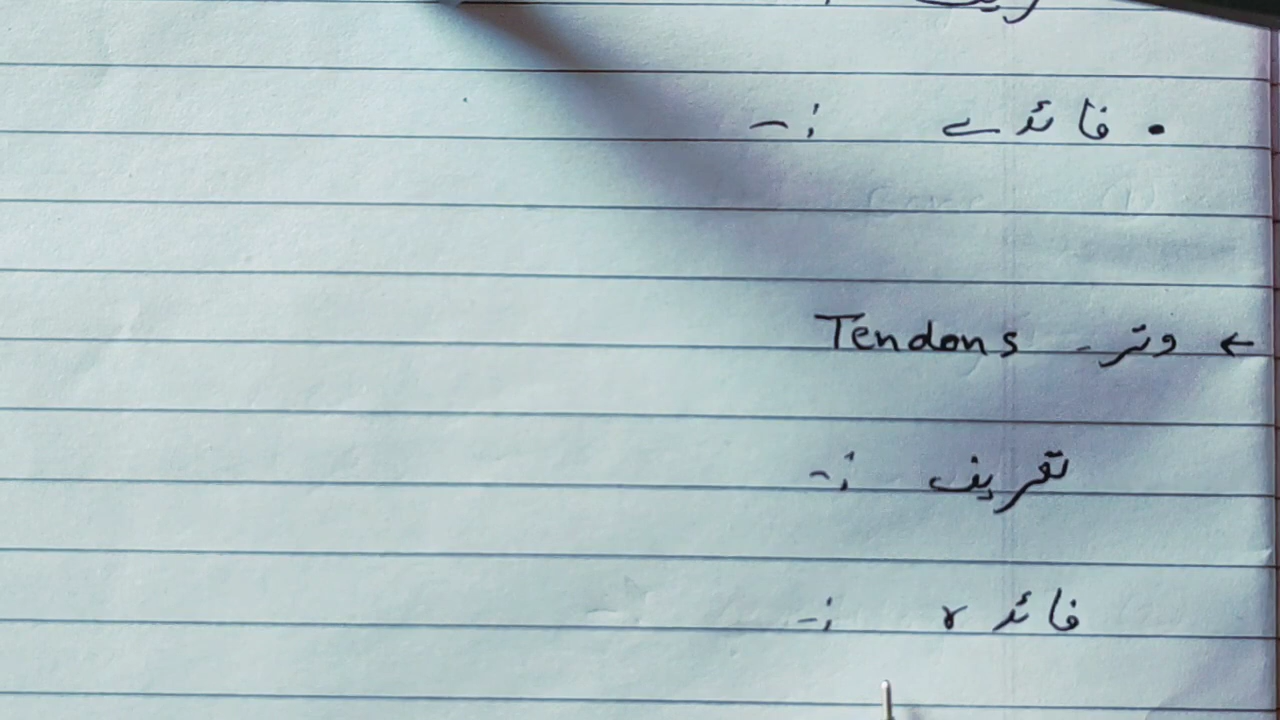 • فائدے :-
← وتر - Tendons
تعریف :-
فائدہ :-